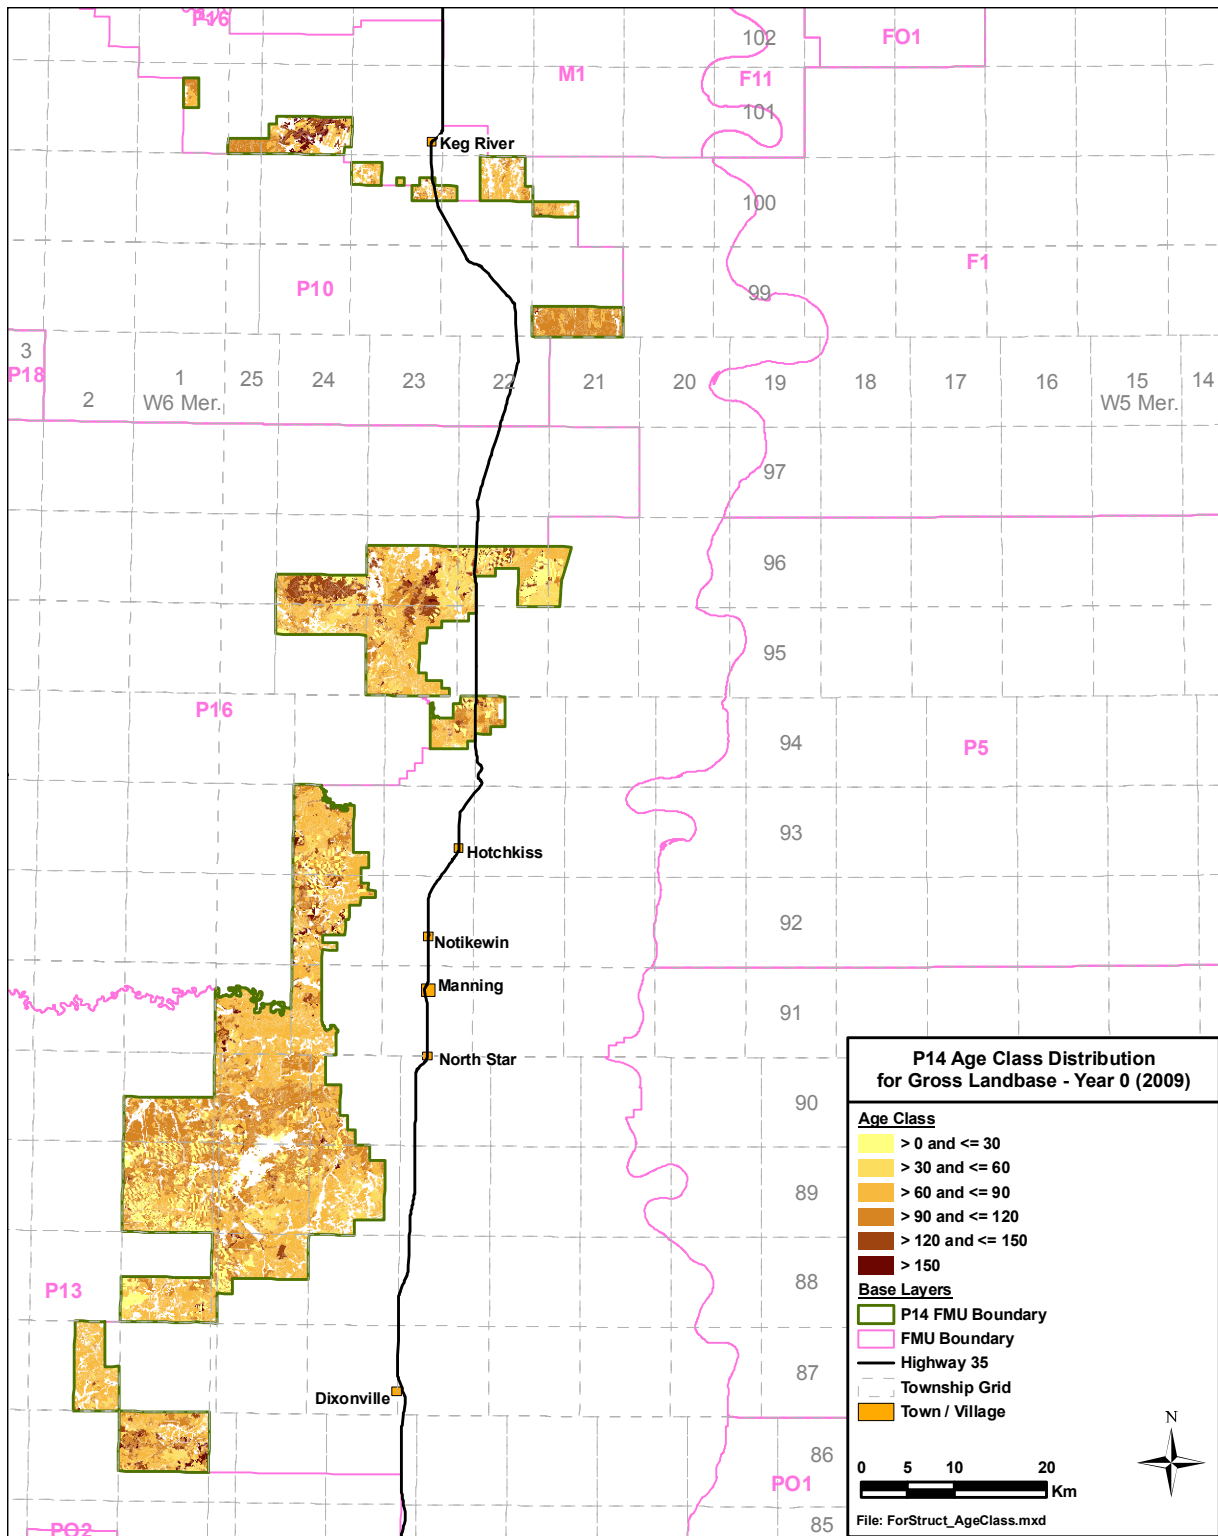 P16
102
FO1
M1
F11
101
Keg River
100
F1
P10
99
3
P18
2
1
W6 Mer.
25
24
23
22
21
20
19
18
17
16
15
W5 Mer.
14
97
96
95
P16
94
P5
93
Hotchkiss
92
Notikewin
Manning
91
North Star
90
89
88
P13
87
Dixonville
86
PO1
85
PO2
P14 Age Class Distribution
for Gross Landbase - Year 0 (2009)
Age Class
> 0 and <= 30
> 30 and <= 60
> 60 and <= 90
> 90 and <= 120
> 120 and <= 150
> 150
Base Layers
P14 FMU Boundary
FMU Boundary
Highway 35
Township Grid
Town / Village
N
0 5 10 20
Km
File: ForStruct_AgeClass.mxd